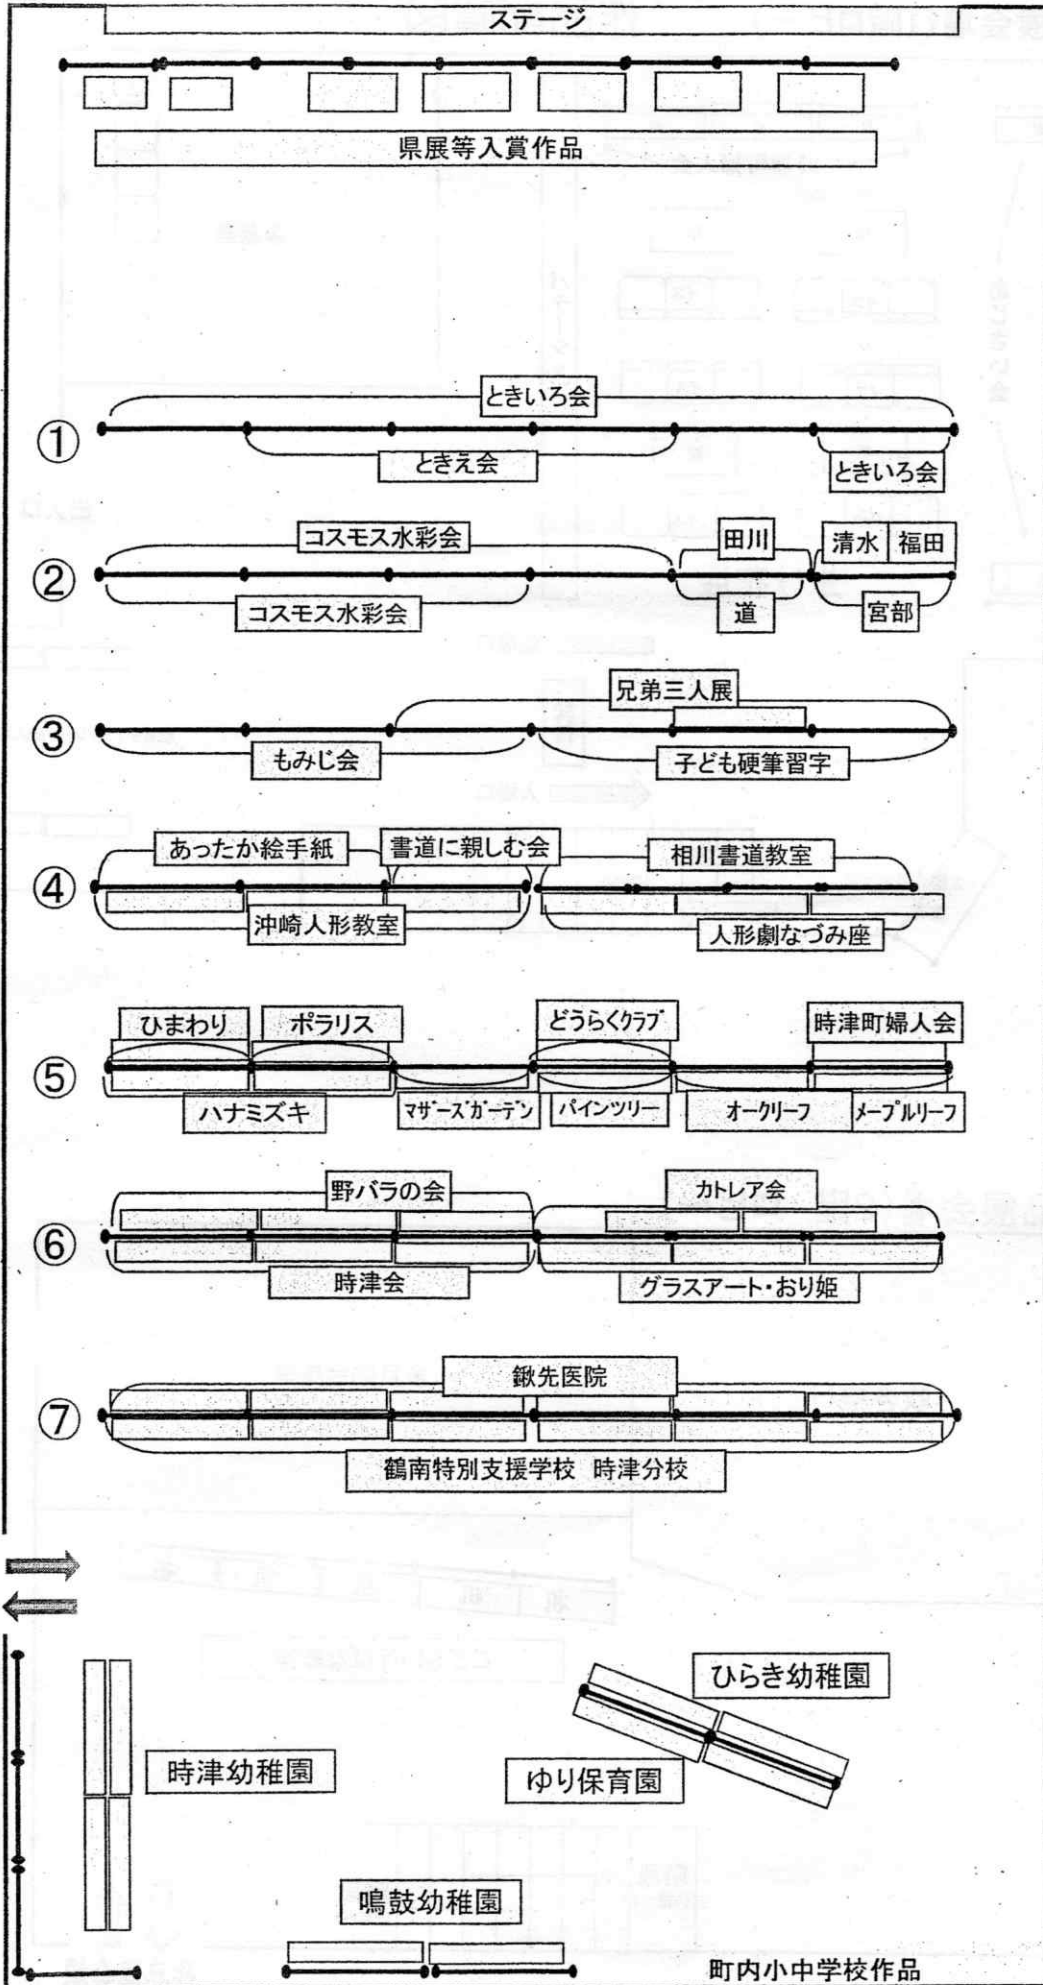 ステージ
県展等入賞作品
ときいろ会
①
ときえ会
ときいろ会
コスモス水彩会
田川
清水
福田
②
コスモス水彩会
道
宮部
兄弟三人展
③
もみじ会
子ども硬筆習字
あったか絵手紙
書道に親しむ会
相川書道教室
④
沖崎人形教室
人形劇なづみ座
ひまわり
ポラリス
どうらくクラブ
時津町婦人会
⑤
ハナミズキ
マザーズガーデン
パインツリー
オークリーフ
メープルリーフ
野バラの会
カトレア会
⑥
時津会
グラスアート・おり姫
鍬先医院
⑦
鶴南特別支援学校 時津分校
ひらき幼稚園
時津幼稚園
ゆり保育園
鳴鼓幼稚園
町内小中学校作品